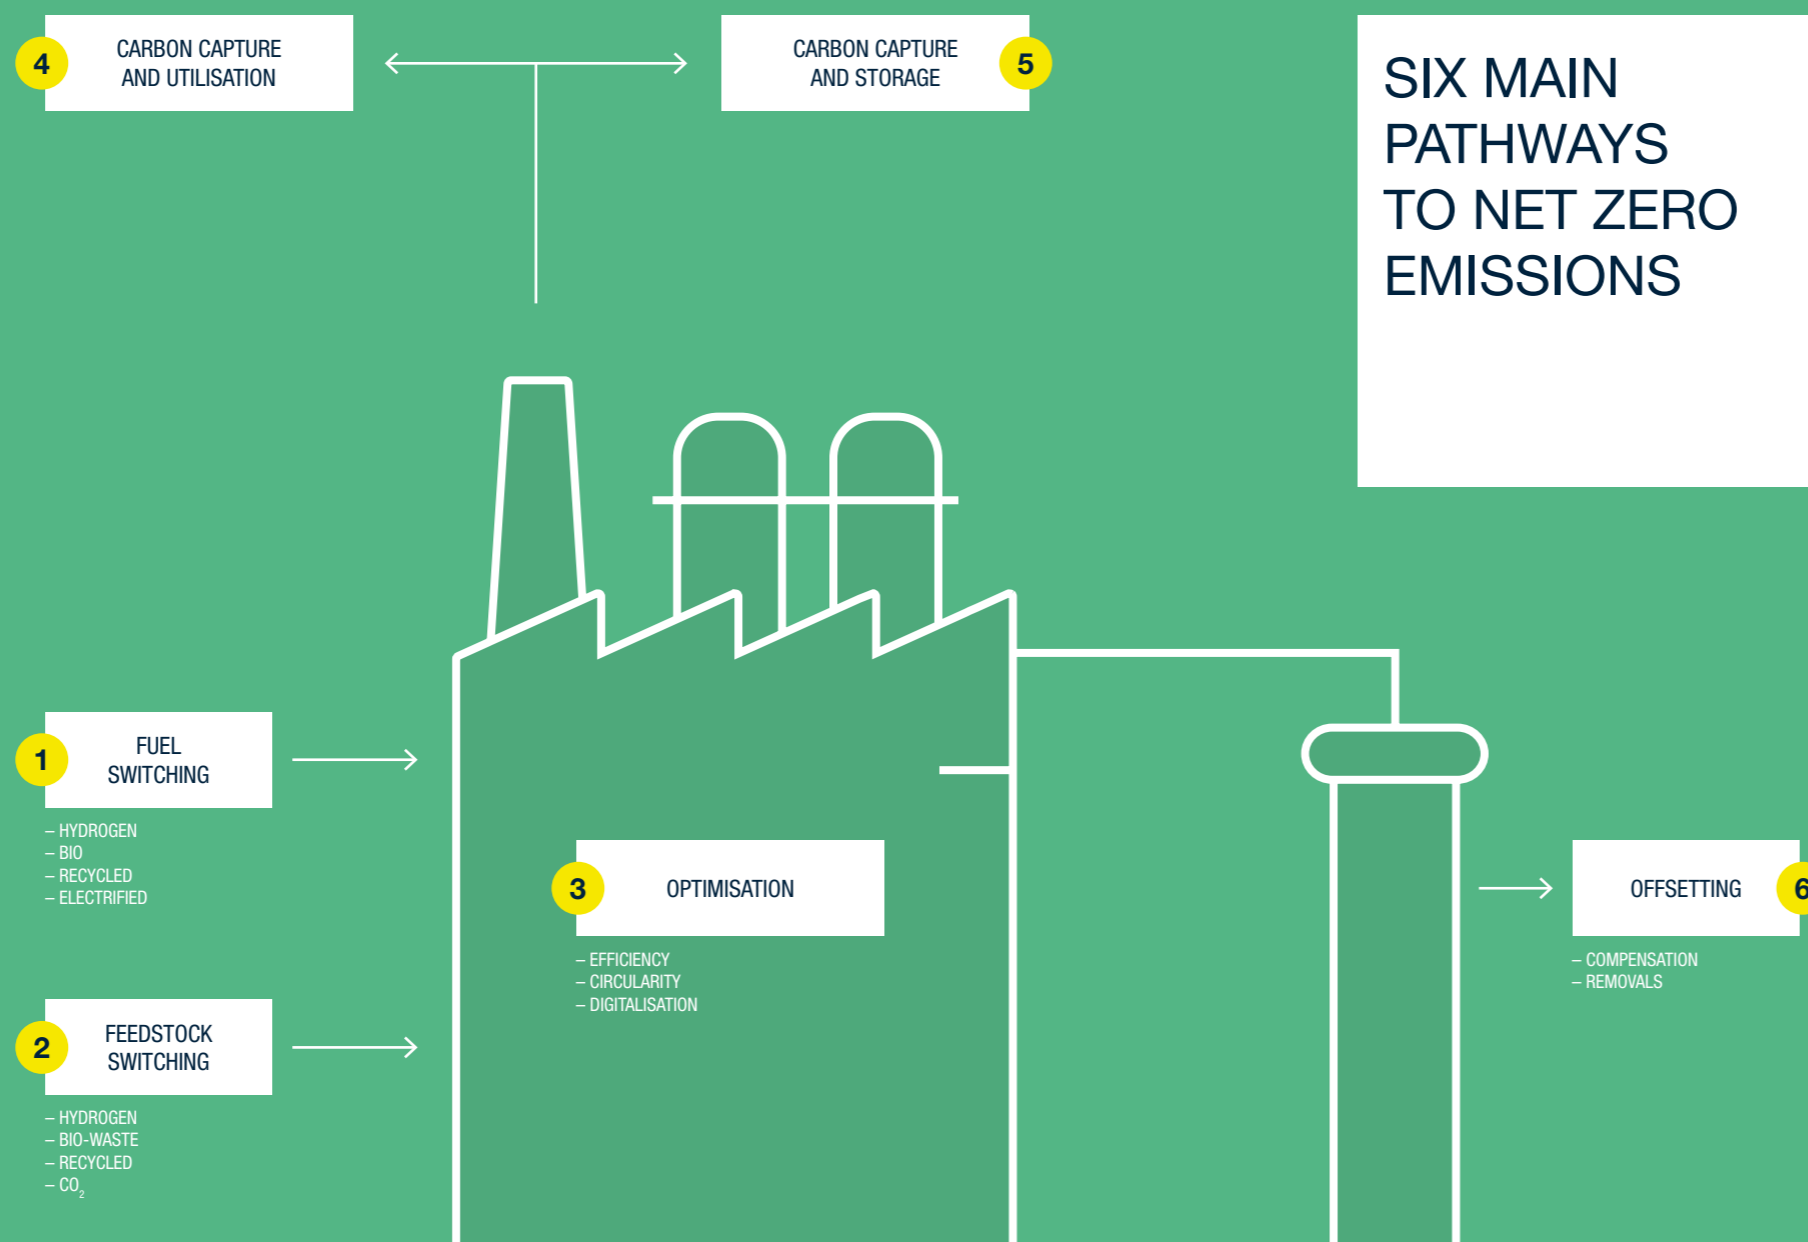 4
CARBON CAPTURE
AND UTILISATION
CARBON CAPTURE
AND STORAGE
5
SIX MAIN
PATHWAYS
TO NET ZERO
EMISSIONS
1
FUEL
SWITCHING
– HYDROGEN
– BIO
– RECYCLED
– ELECTRIFIED
2
FEEDSTOCK
SWITCHING
– HYDROGEN
– BIO-WASTE
– RECYCLED
– CO₂
3
OPTIMISATION
– EFFICIENCY
– CIRCULARITY
– DIGITALISATION
OFFSETTING
6
– COMPENSATION
– REMOVALS